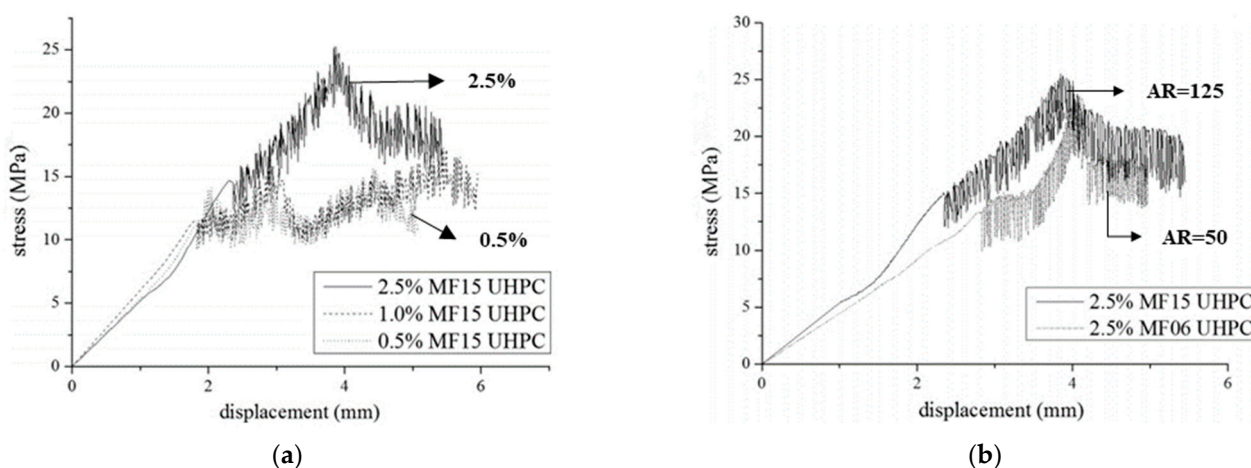 25
20
15
10
5
0
stress (MPa)
2.5%
0.5%
2.5% MF15 UHPC
1.0% MF15 UHPC
0.5% MF15 UHPC
0
2
4
6
displacement (mm)
(a)
30
25
20
15
10
5
0
stress (MPa)
AR=125
AR=50
2.5% MF15 UHPC
2.5% MF06 UHPC
0
2
4
6
displacement (mm)
(b)